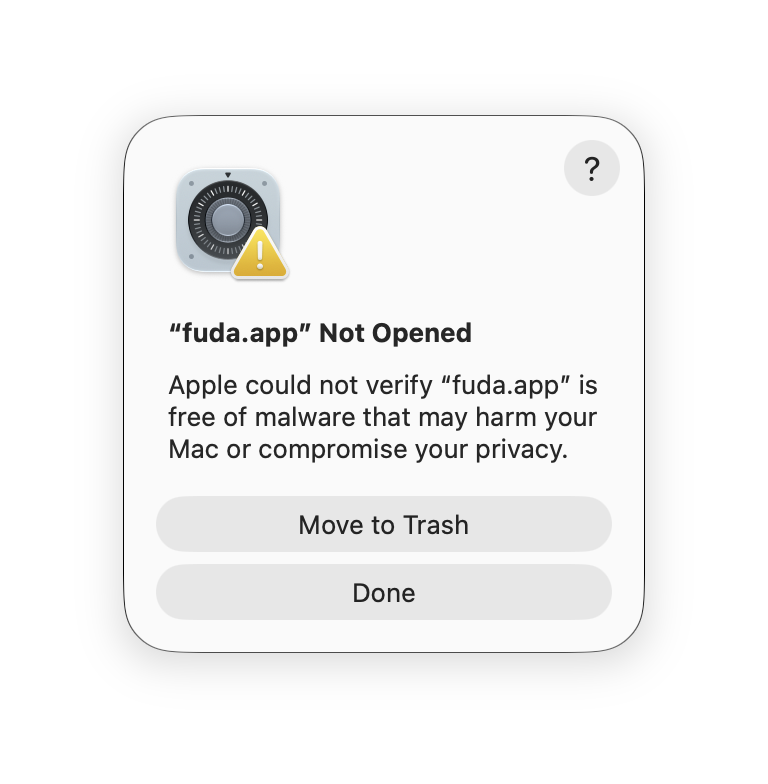 ?
“fuda.app” Not Opened
Apple could not verify “fuda.app” is
free of malware that may harm your
Mac or compromise your privacy.
Move to Trash
Done